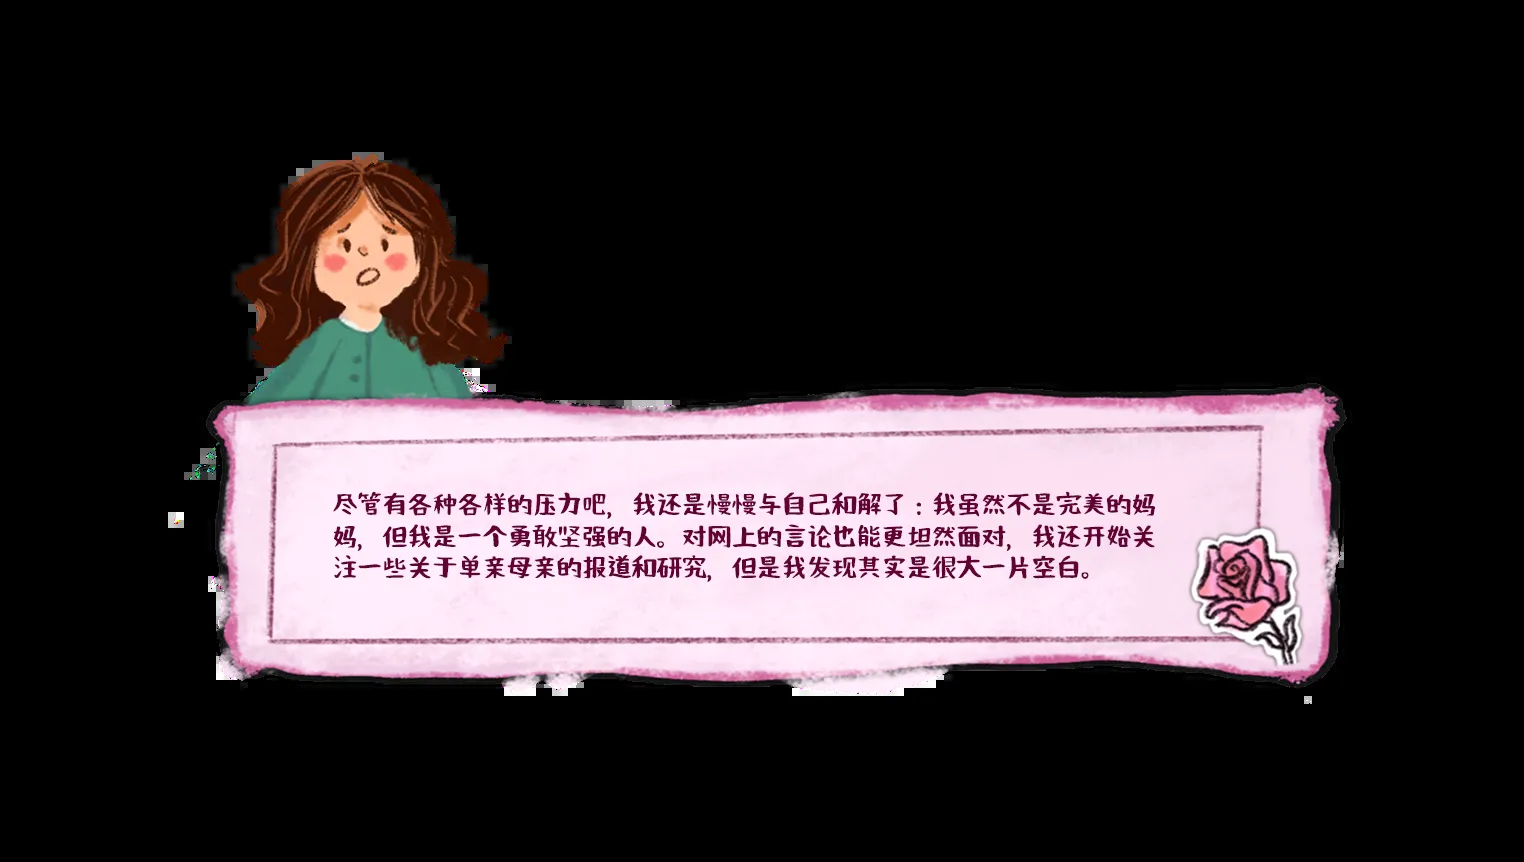 尽管有各种各样的压力吧，我还是慢慢与自己和解了：我虽然不是完美的妈
妈，但我是一个勇敢坚强的人。对网上的言论也能更坦然面对，我还开始关
注一些关于单亲母亲的报道和研究，但是我发现其实是很大一片空白。